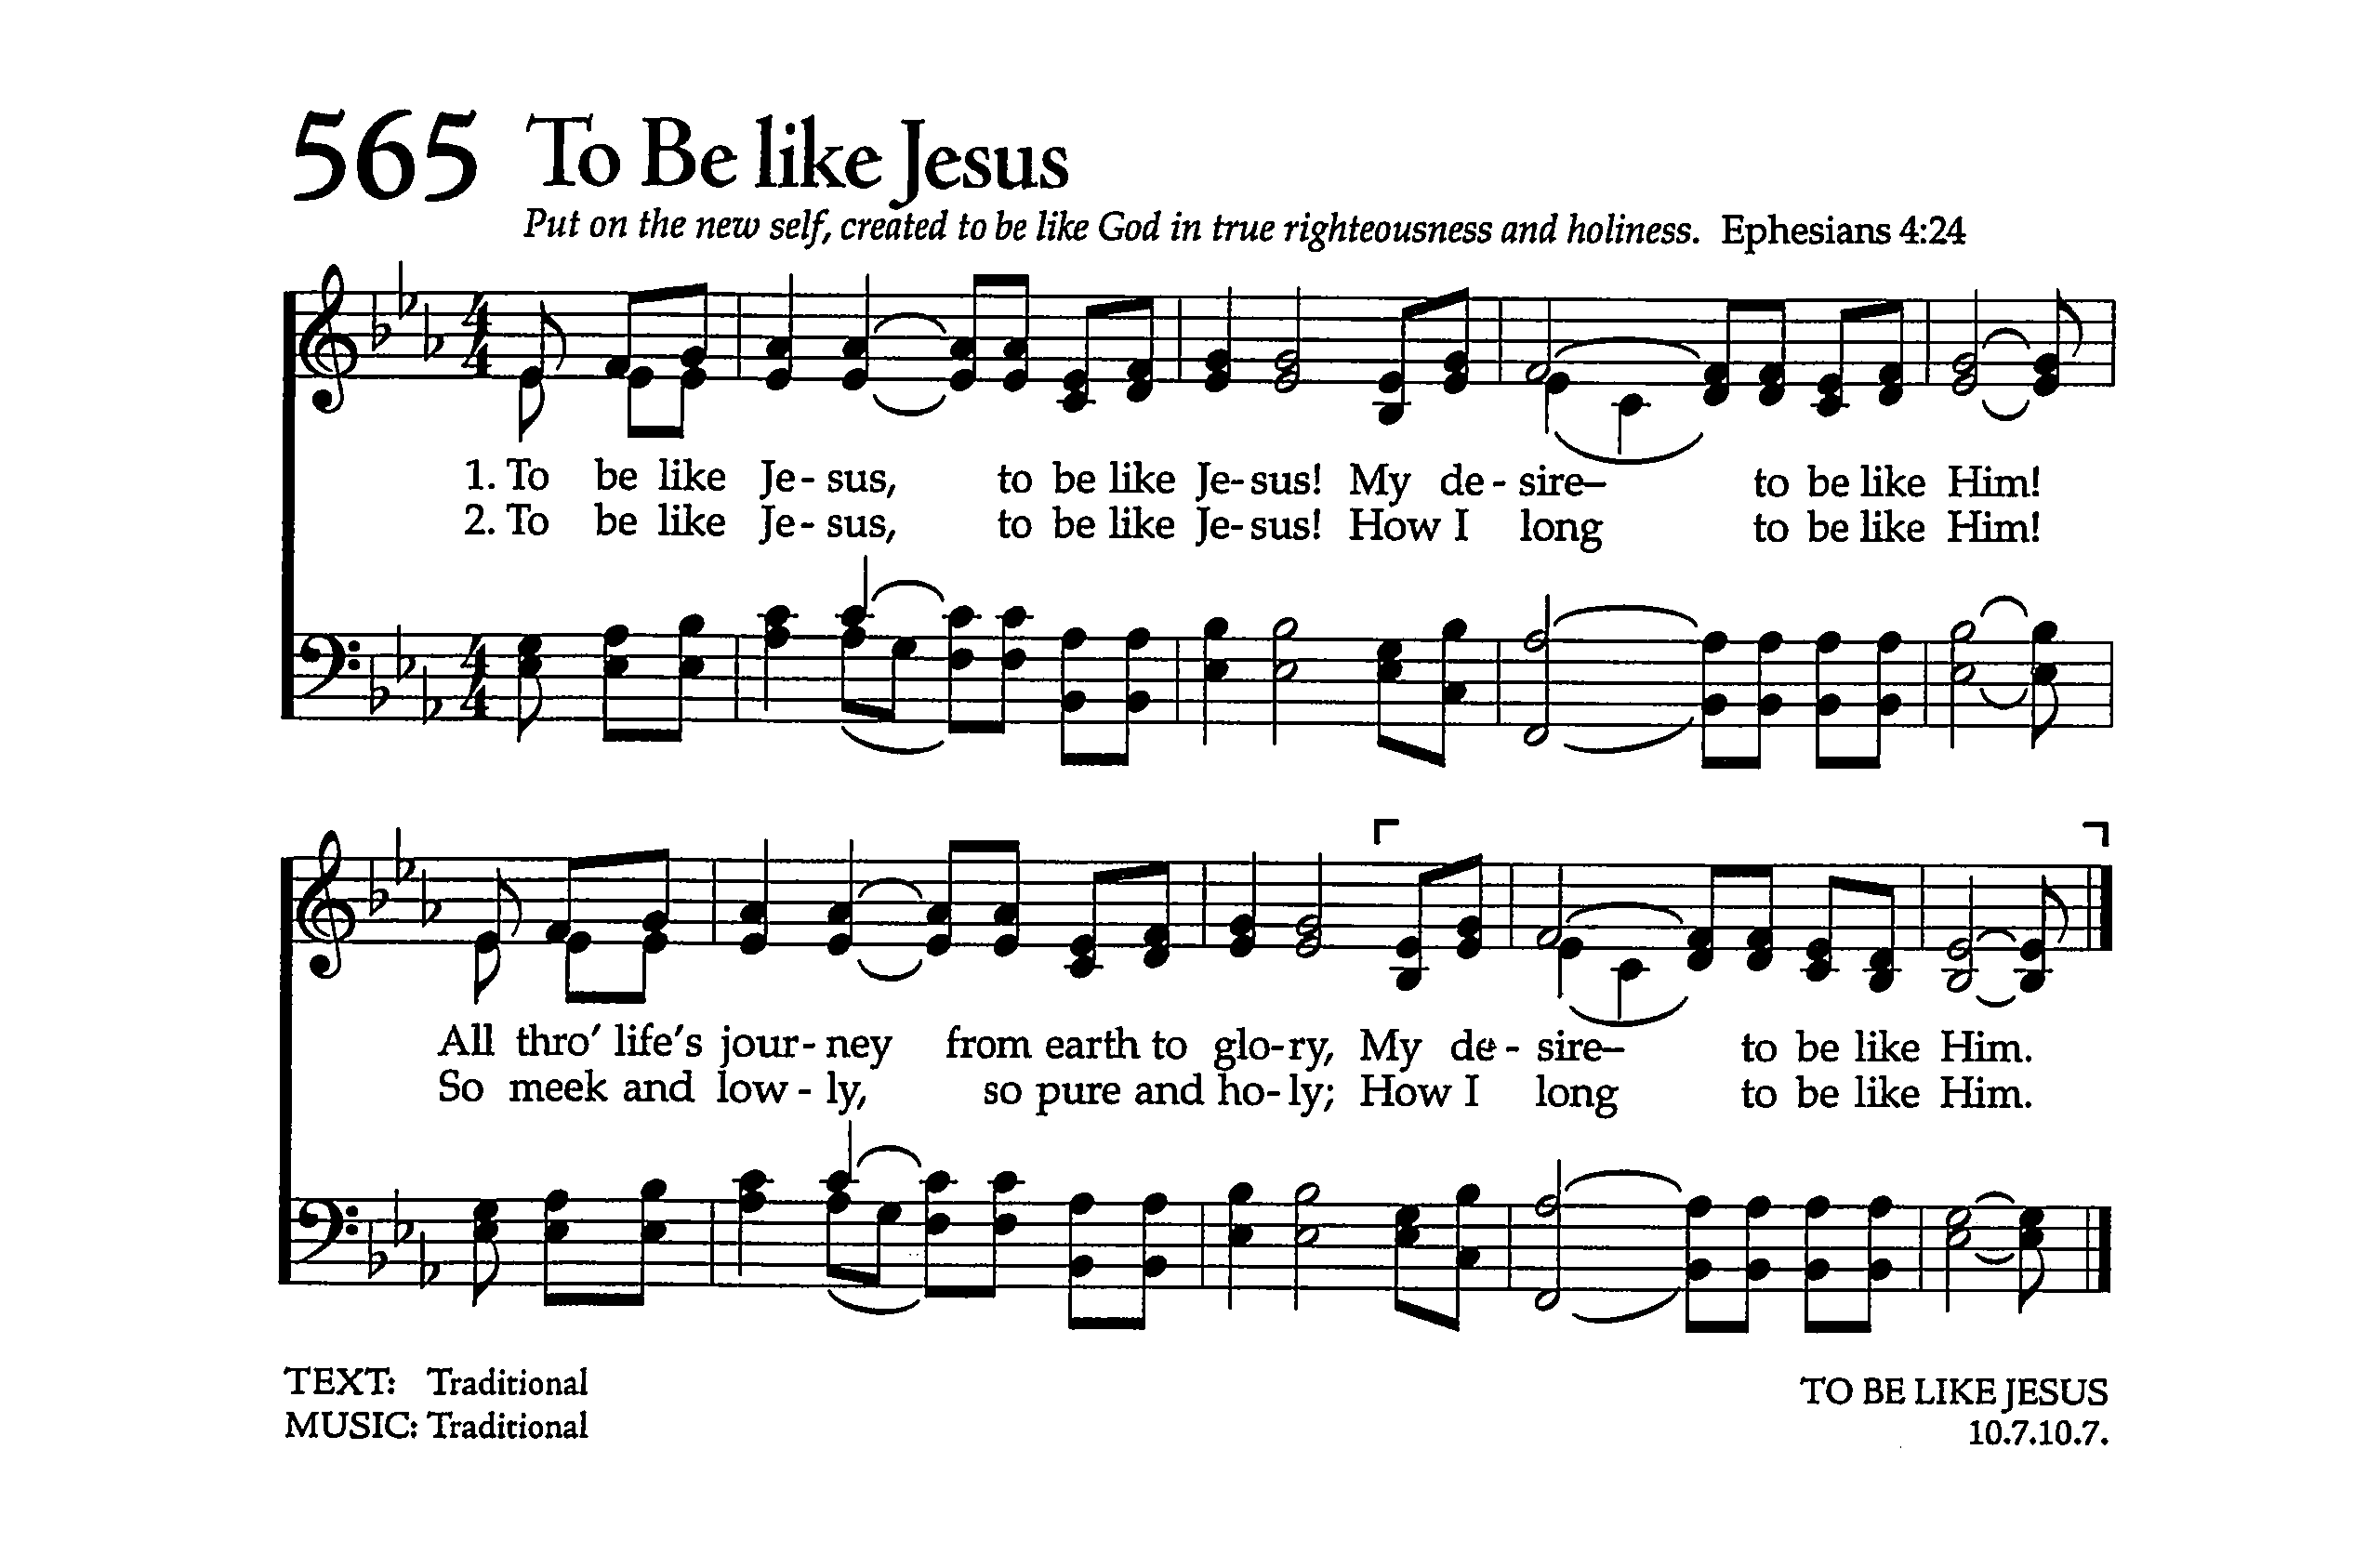 565 To Be like Jesus
Put on the new self, created to be like God in true righteousness and holiness. Ephesians 4:24
1. To be like Je- sus, to be like Je- sus! My de - sire– to be like Him!
2. To be like Je- sus, to be like Je- sus! How I long to be like Him!
All thro' life's jour- ney from earth to glo- ry, My de - sire– to be like Him.
So meek and low - ly, so pure and ho- ly; How I long to be like Him.
TEXT: Traditional
MUSIC: Traditional
TO BE LIKE JESUS
10.7.10.7.